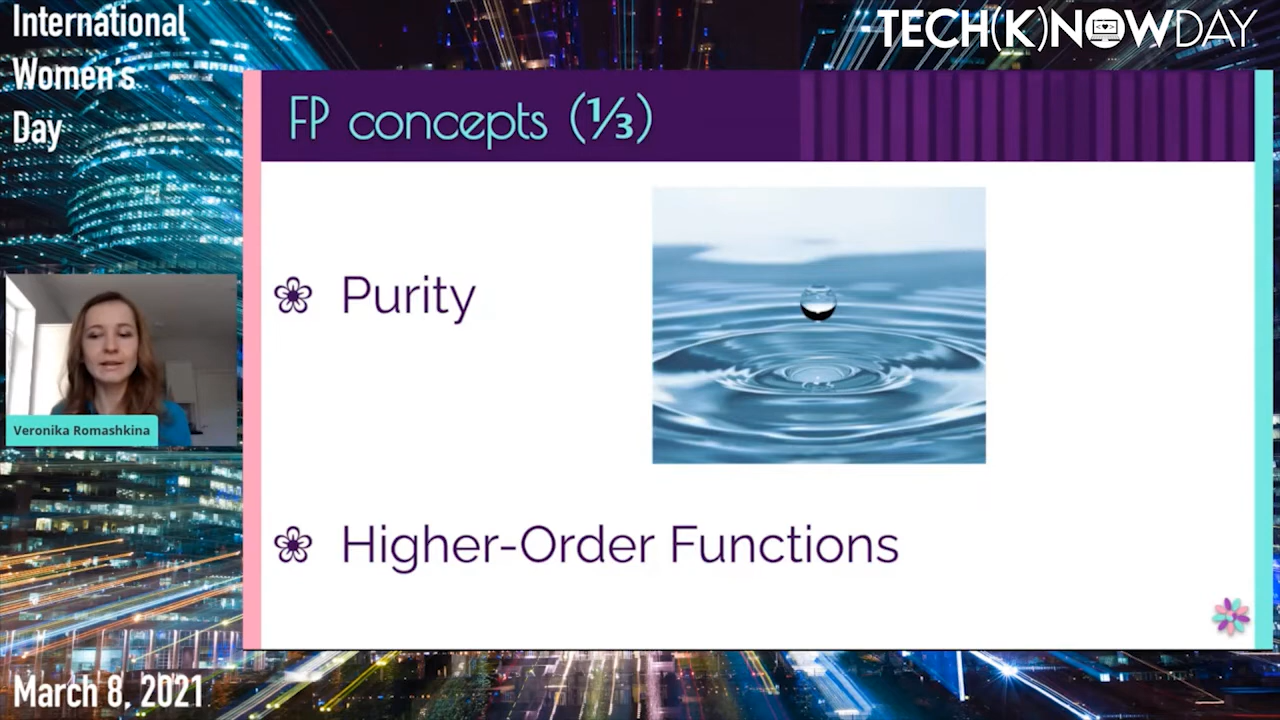 International
Women's
Day
TECH(K)NOWDAY
FP concepts (⅓)
Purity
Higher-Order Functions
Veronika Romashkina
March 8, 2021